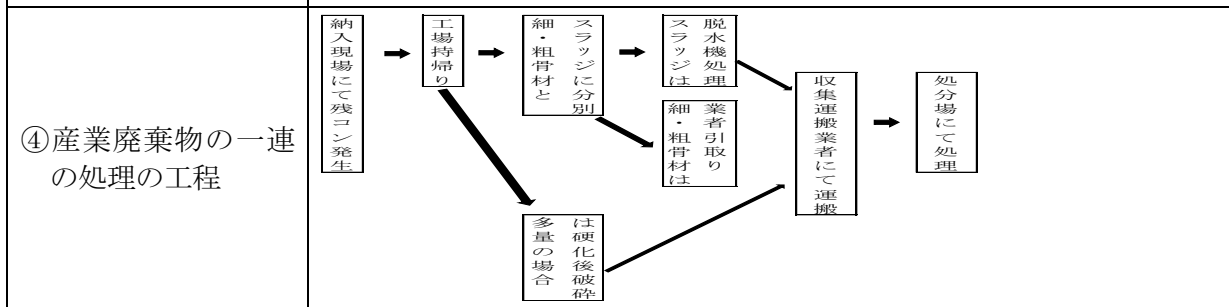 ④産業廃棄物の一連
の処理の工程
納入現場にて残コン発生
工場持帰り
細・粗骨材と
スラッジに分別
スラッジは
脱水機処理
細・粗骨材は
業者引取り
多量の場合
は硬化後破砕
収集運搬業者にて運搬
処分場にて処理